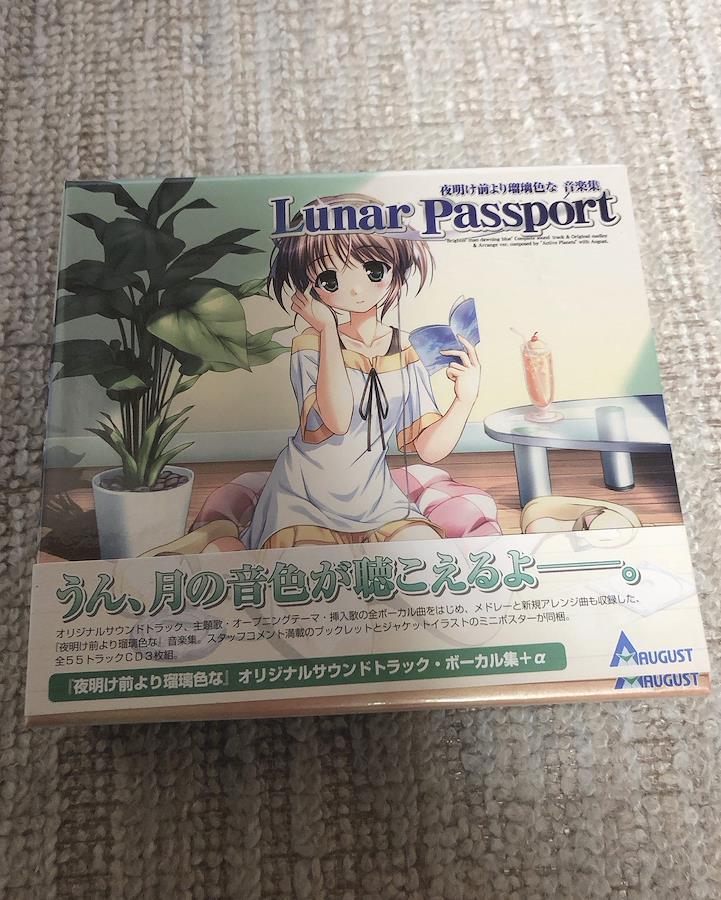 夜明け前より瑠璃色な 音楽集
Lunar Passport
"Brighter than dawning blue" Complete sound track & Original medley
& Arrange ver. composed by "Active Planets" with August.
うん、月の音色が聴こえるよ――。
オリジナルサウンドトラック、主題歌・オープニングテーマ・挿入歌の全ボーカル曲をはじめ、メドレーと新規アレンジ曲も収録した、
『夜明け前より瑠璃色な』音楽集。スタッフコメント満載のブックレットとジャケットイラストのミニポスターが同梱。
全55トラックCD3枚組。
『夜明け前より瑠璃色な』オリジナルサウンドトラック・ボーカル集+α
AUGUST
AUGUST